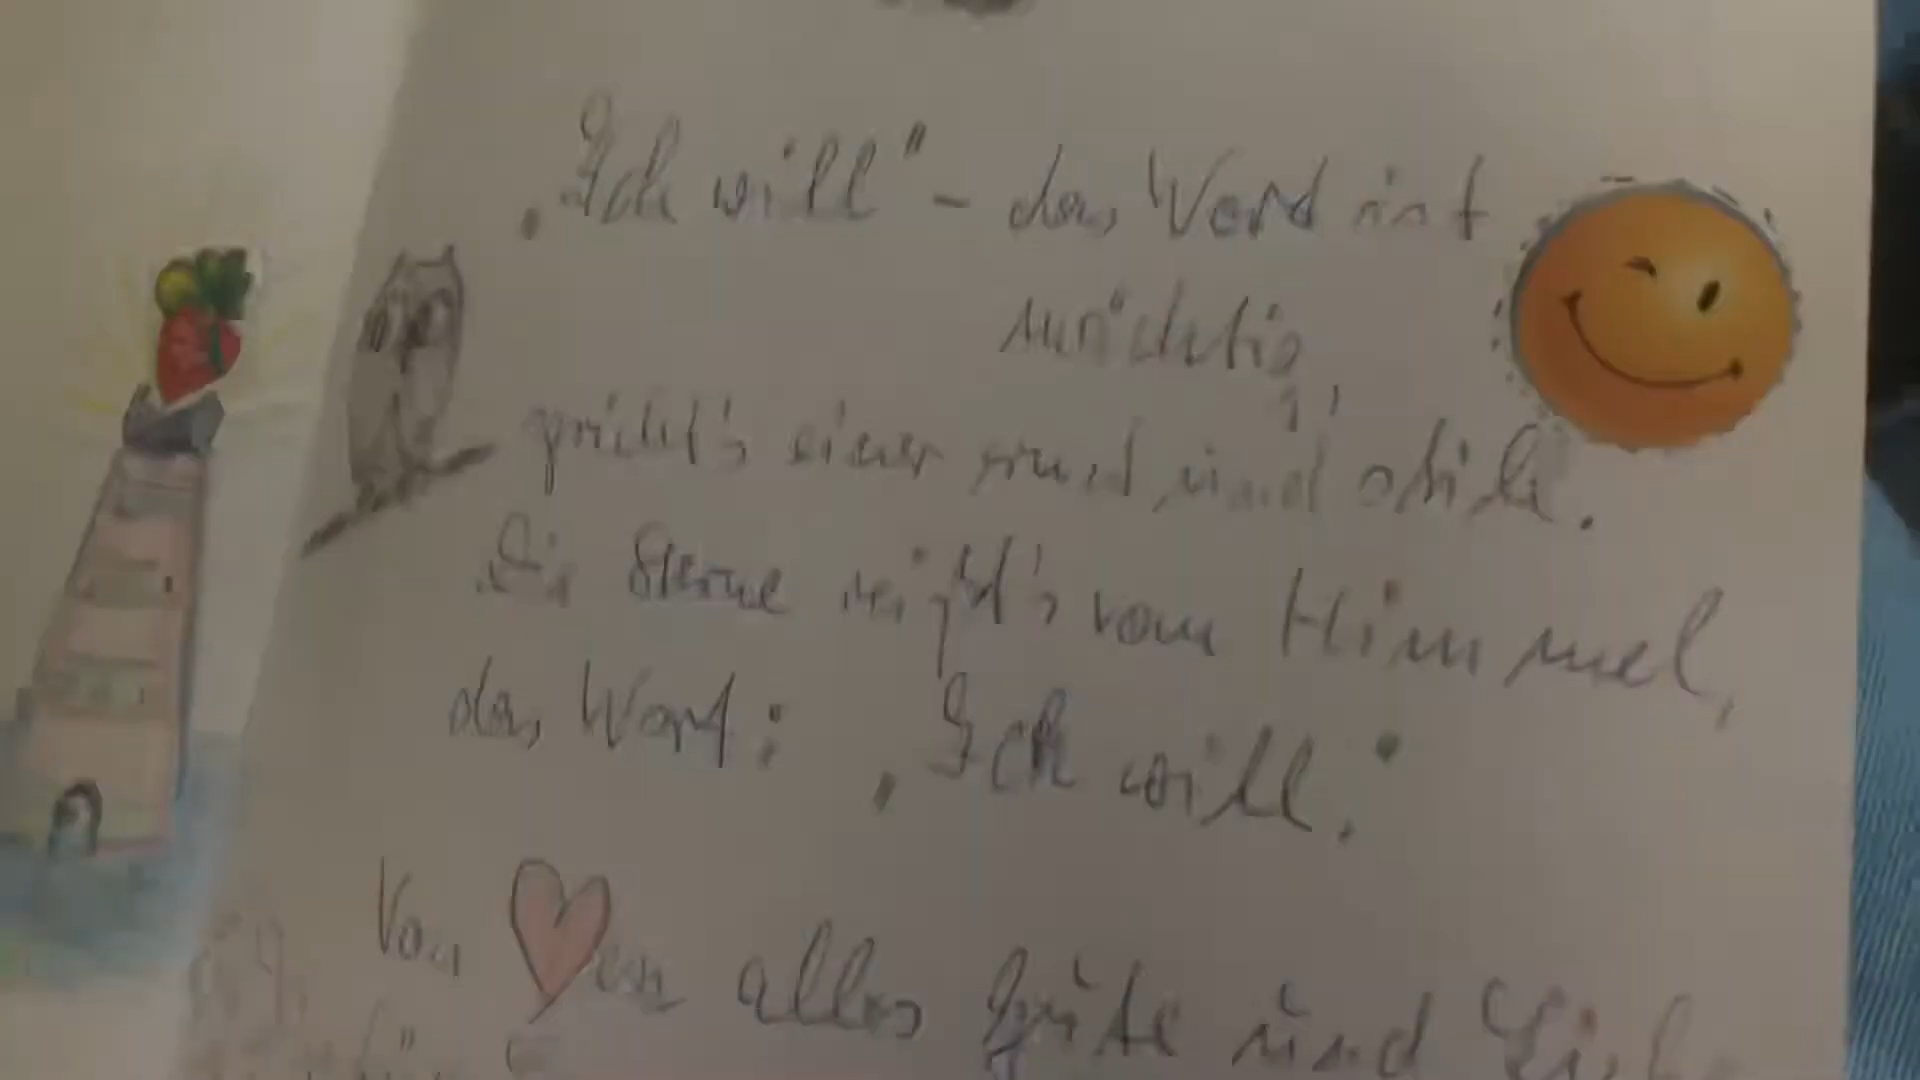 „Ich will" – das Wort ist
mächtig,
spricht's einer ernst und still.
Die Sterne reißt's vom Himmel,
das Wort: „Ich will."
Von ♥en alles Gute und Liebe